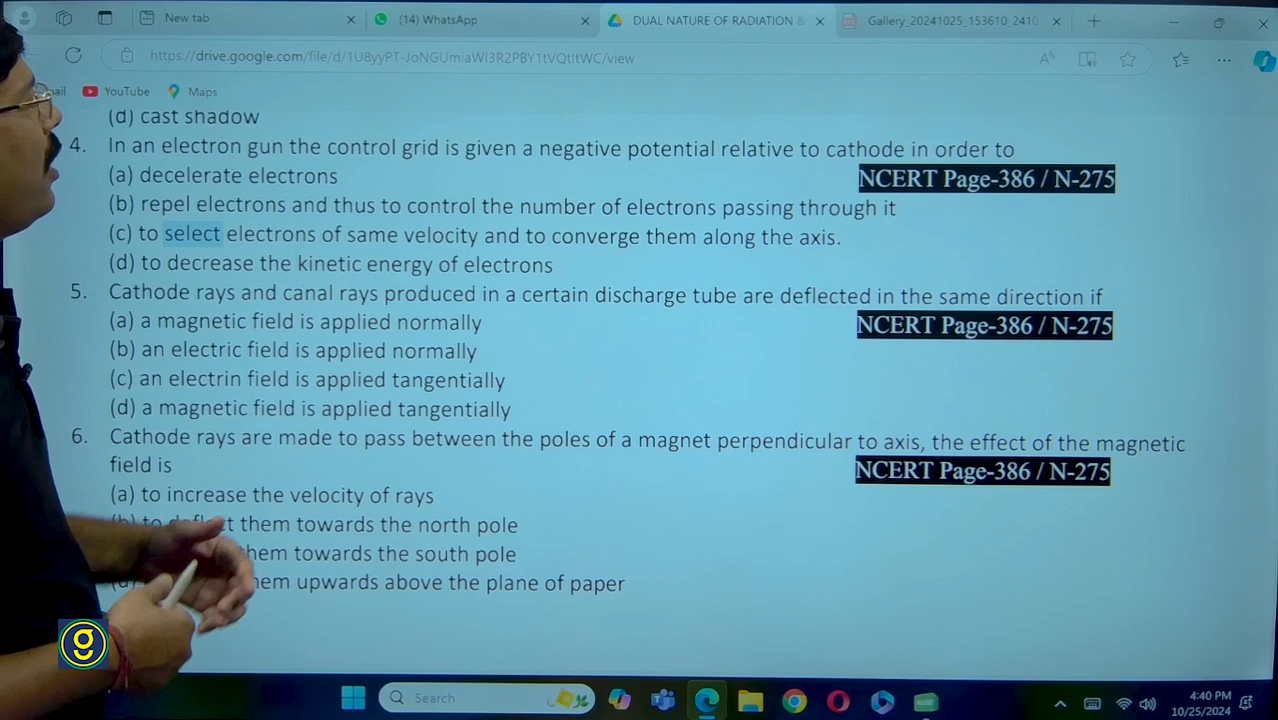 New tab
(14) WhatsApp
DUAL NATURE OF RADIATION &
Gallery_20241025_153610_2410
https://drive.google.com/file/d/1U8yyPT-JoNGUmiaWI3R2PBY1tVQtItWC/view
YouTube
Maps
(d) cast shadow
4. In an electron gun the control grid is given a negative potential relative to cathode in order to
(a) decelerate electrons
NCERT Page-386 / N-275
(b) repel electrons and thus to control the number of electrons passing through it
(c) to select electrons of same velocity and to converge them along the axis.
(d) to decrease the kinetic energy of electrons
5. Cathode rays and canal rays produced in a certain discharge tube are deflected in the same direction if
(a) a magnetic field is applied normally
NCERT Page-386 / N-275
(b) an electric field is applied normally
(c) an electrin field is applied tangentially
(d) a magnetic field is applied tangentially
6. Cathode rays are made to pass between the poles of a magnet perpendicular to axis, the effect of the magnetic
field is
NCERT Page-386 / N-275
(a) to increase the velocity of rays
(b) to deflect them towards the north pole
them towards the south pole
them upwards above the plane of paper
g
Search
4:40 PM
10/25/2024